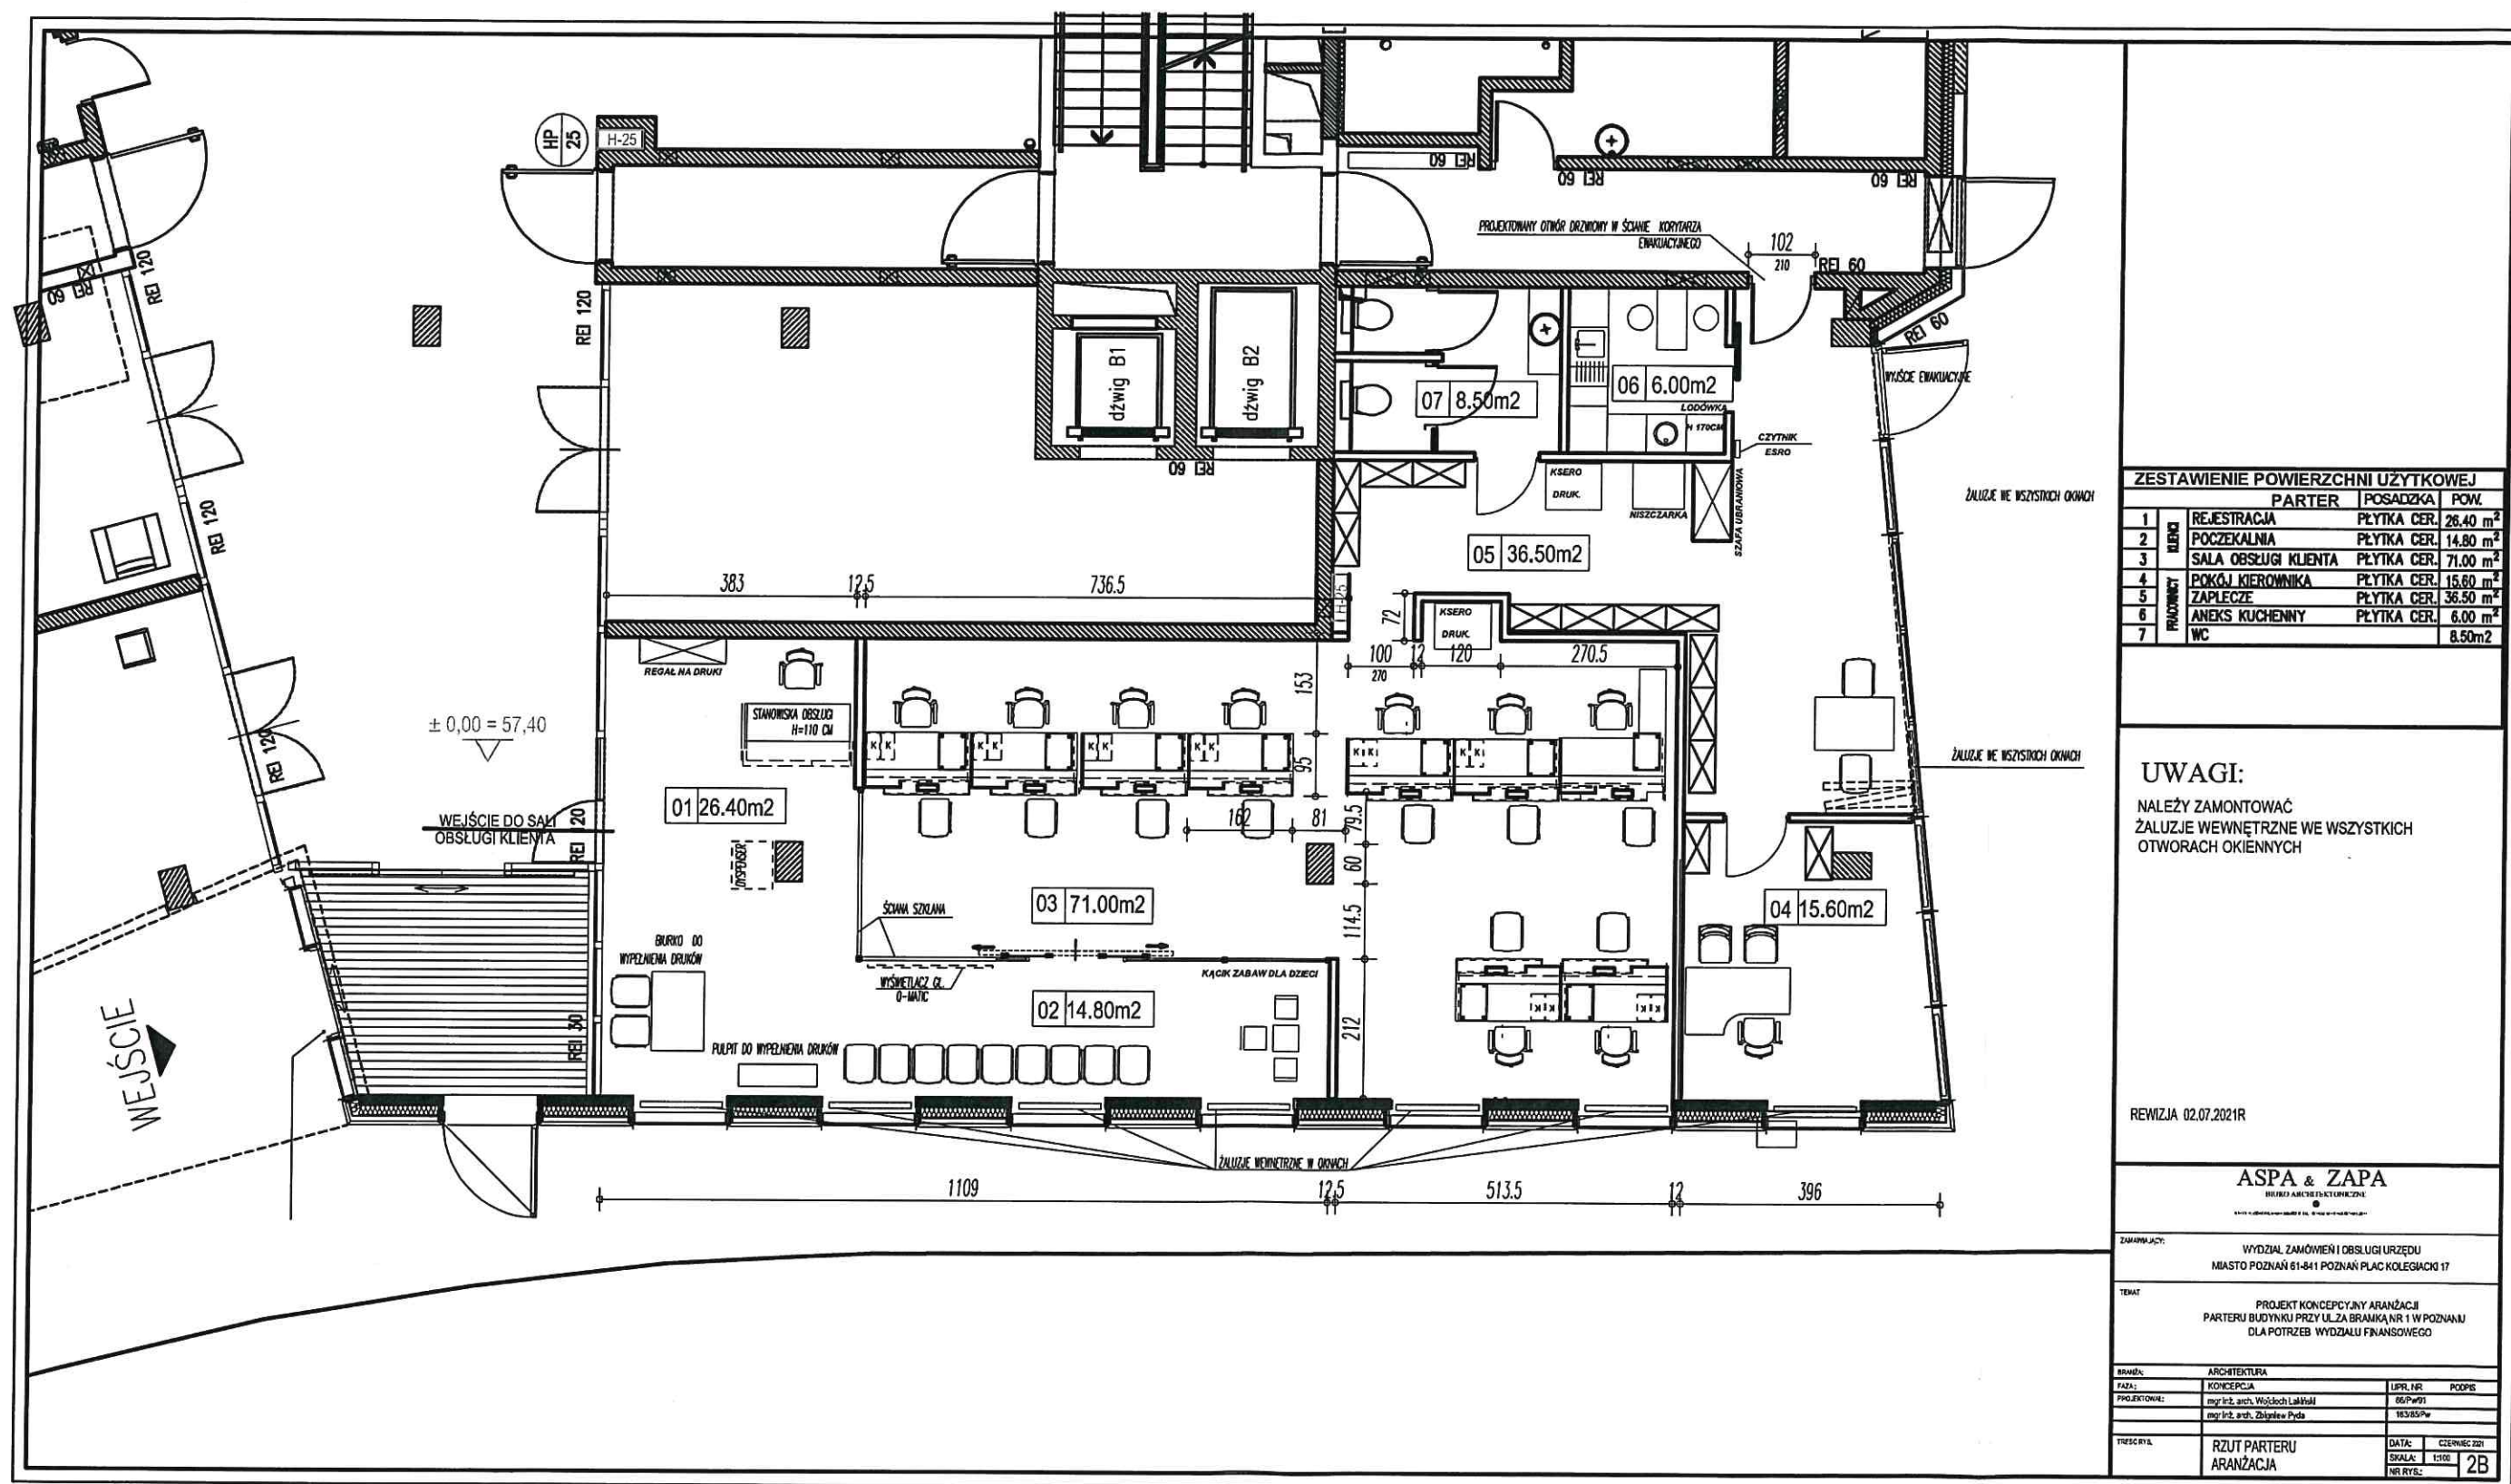 HP
25
H-25
REI 60
REI 60
REI 60
PROJEKTOWANY OTWÓR DRZWIOWY W ŚCIANIE KORYTARZA
EWAKUACYJNEGO
102
210
REI 60
REI 120
REI 60
REI 120
REI 60
dźwig B1
dźwig B2
07 8.50m2
06 6.00m2
LODÓWKA
H 170CM
WYJŚCIE EWAKUACYJNE
CZYTNIK
ESRO
REI 60
KSERO
DRUK.
NISZCZARKA
SZAFA UBRANIOWA
ŻALUZJE WE WSZYSTKICH OKNACH
REI 120
05 36.50m2
383
12,5
736.5
H-25
72
KSERO
DRUK.
REGAŁ NA DRUKI
100
270
12
120
270.5
153
STANOWISKA OBSŁUGI
H=110 CM
± 0,00 = 57,40
REI 120
K K
K K
K K
K K
K K
K K
95
ŻALUZJE WE WSZYSTKICH OKNACH
01 26.40m2
WEJŚCIE DO SALI
OBSŁUGI KLIENTA
REI 120
162
81
79.5
DYSPENSER
60
03 71.00m2
04 15.60m2
ŚCIANA SZKLANA
114.5
BIURKO DO
WYPEŁNIENIA DRUKÓW
WYŚWIETLACZ GŁ.
Q-MATIC
KĄCIK ZABAW DLA DZIECI
02 14.80m2
K K
K K
WEJŚCIE
REI 30
PULPIT DO WYPEŁNIENIA DRUKÓW
212
ŻALUZJE WEWNĘTRZNE W OKNACH
1109
12,5
513.5
12
396
ZESTAWIENIE POWIERZCHNI UŻYTKOWEJ
PARTER POSADZKA POW.
KLIENCI
1 REJESTRACJA PŁYTKA CER. 26.40 m²
2 POCZEKALNIA PŁYTKA CER. 14.80 m²
3 SALA OBSŁUGI KLIENTA PŁYTKA CER. 71.00 m²
PRACOWNICY
4 POKÓJ KIEROWNIKA PŁYTKA CER. 15.60 m²
5 ZAPLECZE PŁYTKA CER. 36.50 m²
6 ANEKS KUCHENNY PŁYTKA CER. 6.00 m²
7 WC 8.50m2
UWAGI:
NALEŻY ZAMONTOWAĆ
ŻALUZJE WEWNĘTRZNE WE WSZYSTKICH
OTWORACH OKIENNYCH
REWIZJA 02.07.2021R
ASPA & ZAPA
BIURO ARCHITEKTONICZNE
ZAMAWIAJĄCY:
WYDZIAŁ ZAMÓWIEŃ I OBSŁUGI URZĘDU
MIASTO POZNAŃ 61-841 POZNAŃ PLAC KOLEGIACKI 17
TEMAT
PROJEKT KONCEPCYJNY ARANŻACJI
PARTERU BUDYNKU PRZY UL.ZA BRAMKĄ NR 1 W POZNANIU
DLA POTRZEB WYDZIAŁU FINANSOWEGO
BRANŻA: ARCHITEKTURA
FAZA: KONCEPCJA UPR. NR PODPIS
PROJEKTOWAŁ: mgr inż. arch. Wojciech
mgr inż. arch. Zbigniew Pyda 163/85/Pw
TREŚĆ RYS. RZUT PARTERU
ARANŻACJA
DATA: CZERWIEC 2021
SKALA: 1:100
NR RYS.: 2B